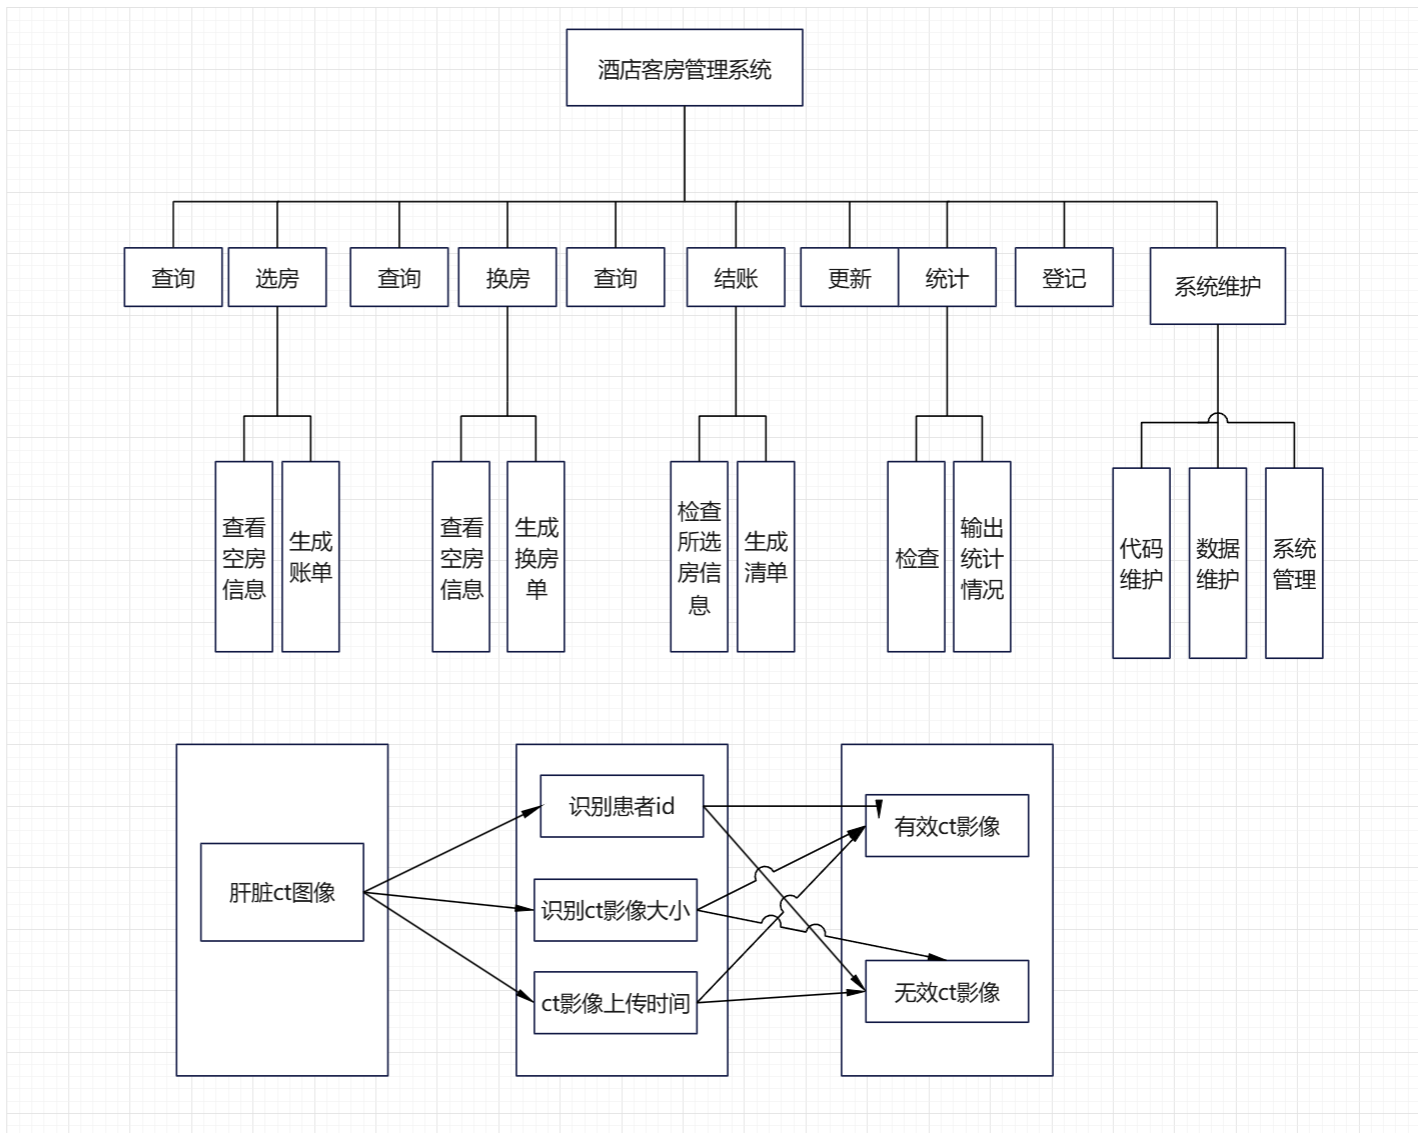 酒店客房管理系统
查询
选房
查询
换房
查询
结账
更新
统计
登记
系统维护
查看
空房
信息
生成
账单
查看
空房
信息
生成
换房
单
检查
所选
房信
息
生成
清单
检查
输出
统计
情况
代码
维护
数据
维护
系统
管理
肝脏ct图像
识别患者id
识别ct影像大小
ct影像上传时间
有效ct影像
无效ct影像